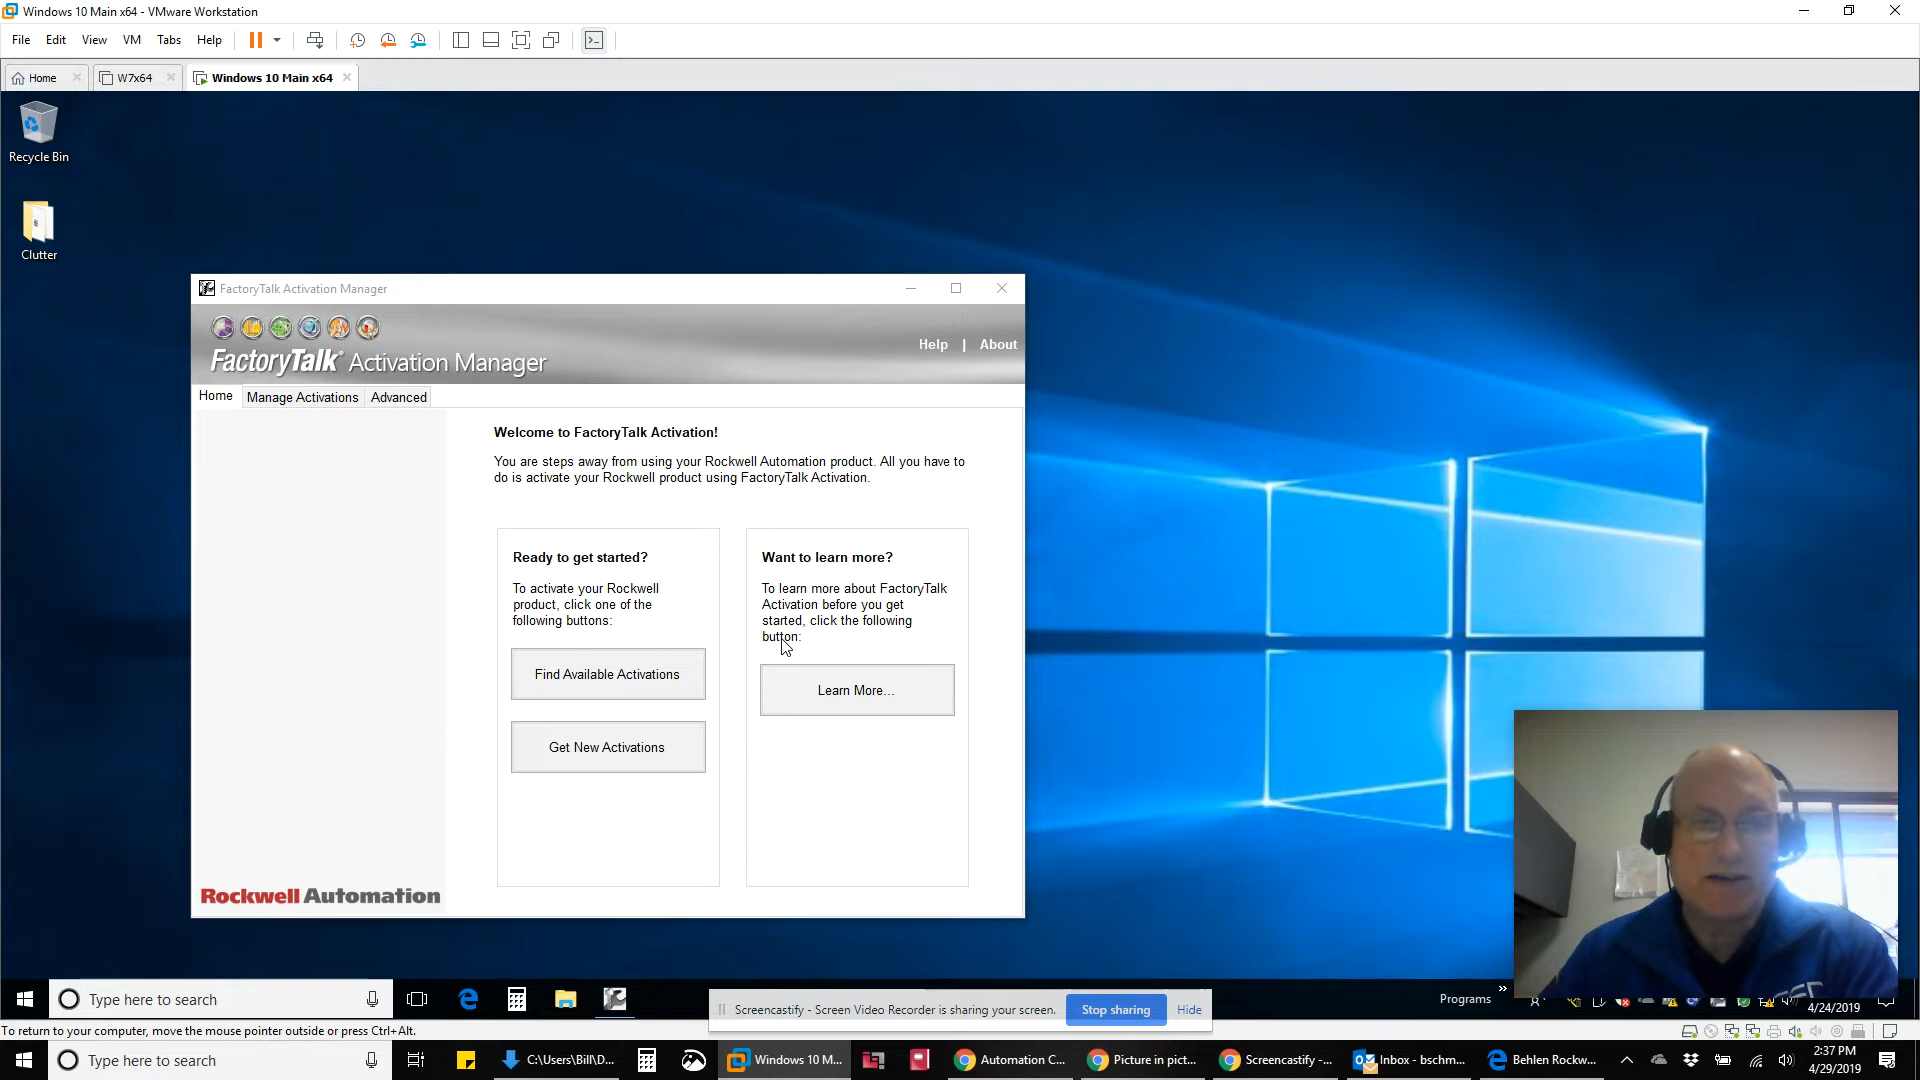 Windows 10 Main x64 - VMware Workstation
File Edit View VM Tabs Help
Home W7x64 Windows 10 Main x64
Recycle Bin
Clutter
FactoryTalk Activation Manager
FactoryTalk Activation Manager
Help | About
Home Manage Activations Advanced
Welcome to FactoryTalk Activation!
You are steps away from using your Rockwell Automation product. All you have to
do is activate your Rockwell product using FactoryTalk Activation.
Ready to get started?
To activate your Rockwell
product, click one of the
following buttons:
Find Available Activations
Get New Activations
Want to learn more?
To learn more about FactoryTalk
Activation before you get
started, click the following
button:
Learn More...
Rockwell Automation
Type here to search
Screencastify - Screen Video Recorder is sharing your screen. Stop sharing Hide
Programs
4/24/2019
To return to your computer, move the mouse pointer outside or press Ctrl+Alt.
Type here to search
C:\Users\Bill\D...
Windows 10 M...
Automation C...
Picture in pict...
Screencastify -...
Inbox - bschm...
Behlen Rockw...
2:37 PM
4/29/2019